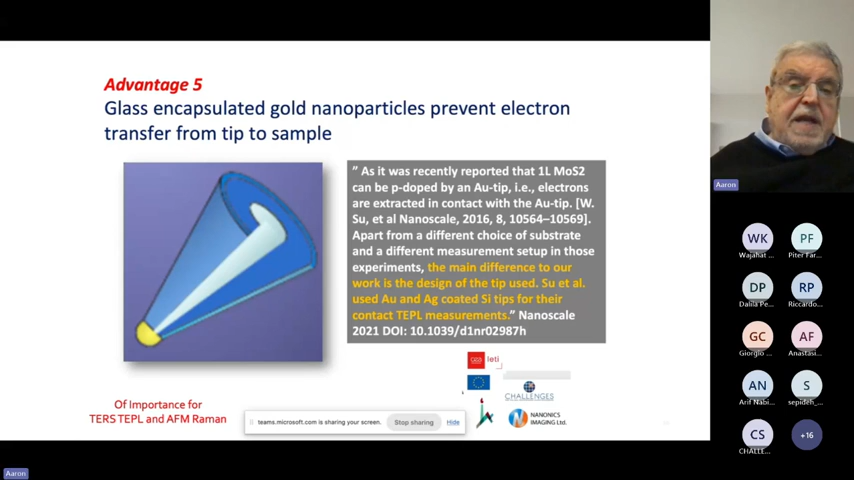 Advantage 5
Glass encapsulated gold nanoparticles prevent electron
transfer from tip to sample
" As it was recently reported that 1L MoS2
can be p-doped by an Au-tip, i.e., electrons
are extracted in contact with the Au-tip. [W.
Su, et al Nanoscale, 2016, 8, 10564–10569].
Apart from a different choice of substrate
and a different measurement setup in those
experiments, the main difference to our
work is the design of the tip used. Su et al.
used Au and Ag coated Si tips for their
contact TEPL measurements." Nanoscale
2021 DOI: 10.1039/d1nr02987h
Of Importance for
TERS TEPL and AFM Raman
cea leti
CHALLENGES
NANONICS
IMAGING Ltd.
teams.microsoft.com is sharing your screen.
Stop sharing
Hide
Aaron
WK
Wajahat ...
PF
Piter Far...
DP
Dalila Pe...
RP
Riccardo...
GC
Giorgio ...
AF
Anastasi...
AN
Arif Nabi...
S
sepideh_...
CS
CHALLE...
+16
Aaron